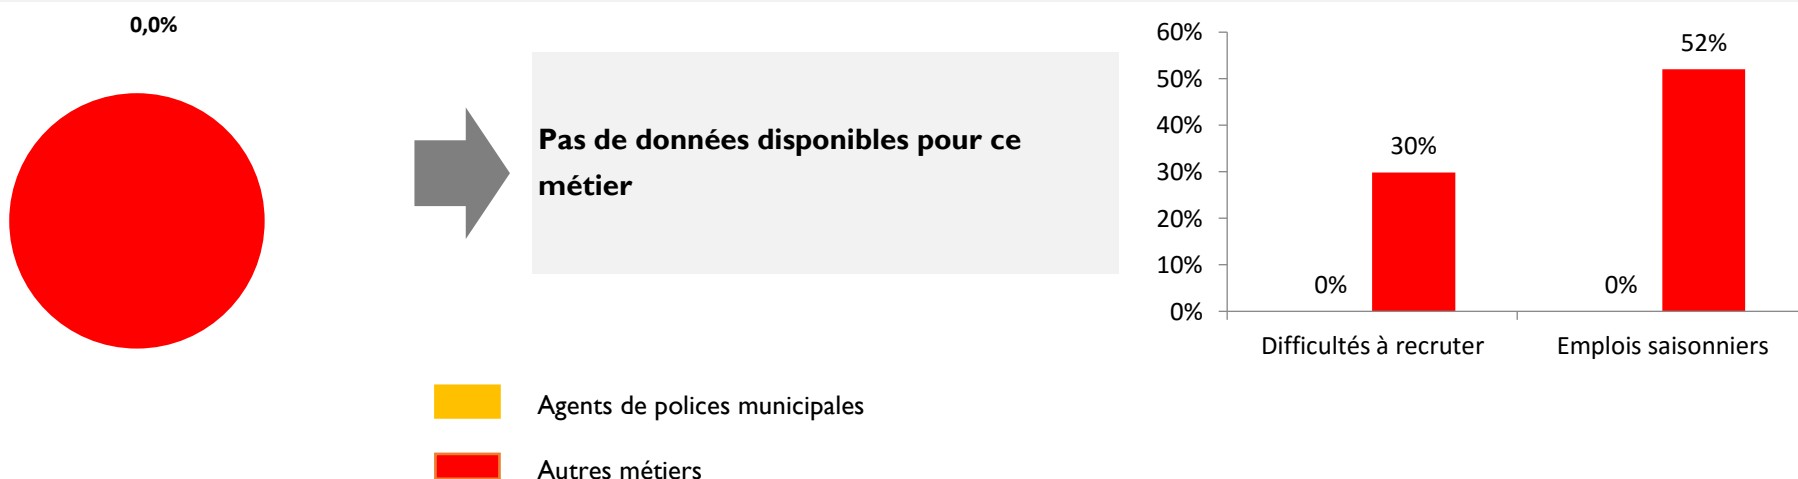 0,0%
Pas de données disponibles pour ce
métier
60%
50%
40%
30%
20%
10%
0%
0%
30%
0%
52%
Difficultés à recruter
Emplois saisonniers
Agents de polices municipales
Autres métiers